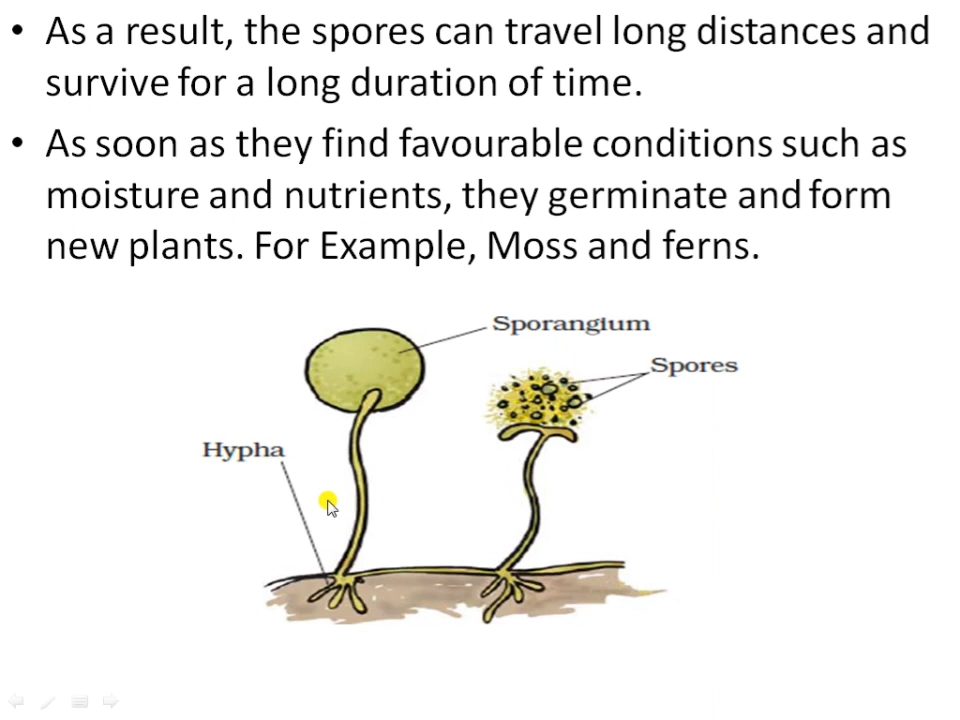 • As a result, the spores can travel long distances and
survive for a long duration of time.
• As soon as they find favourable conditions such as
moisture and nutrients, they germinate and form
new plants. For Example, Moss and ferns.
Sporangium
Spores
Hypha